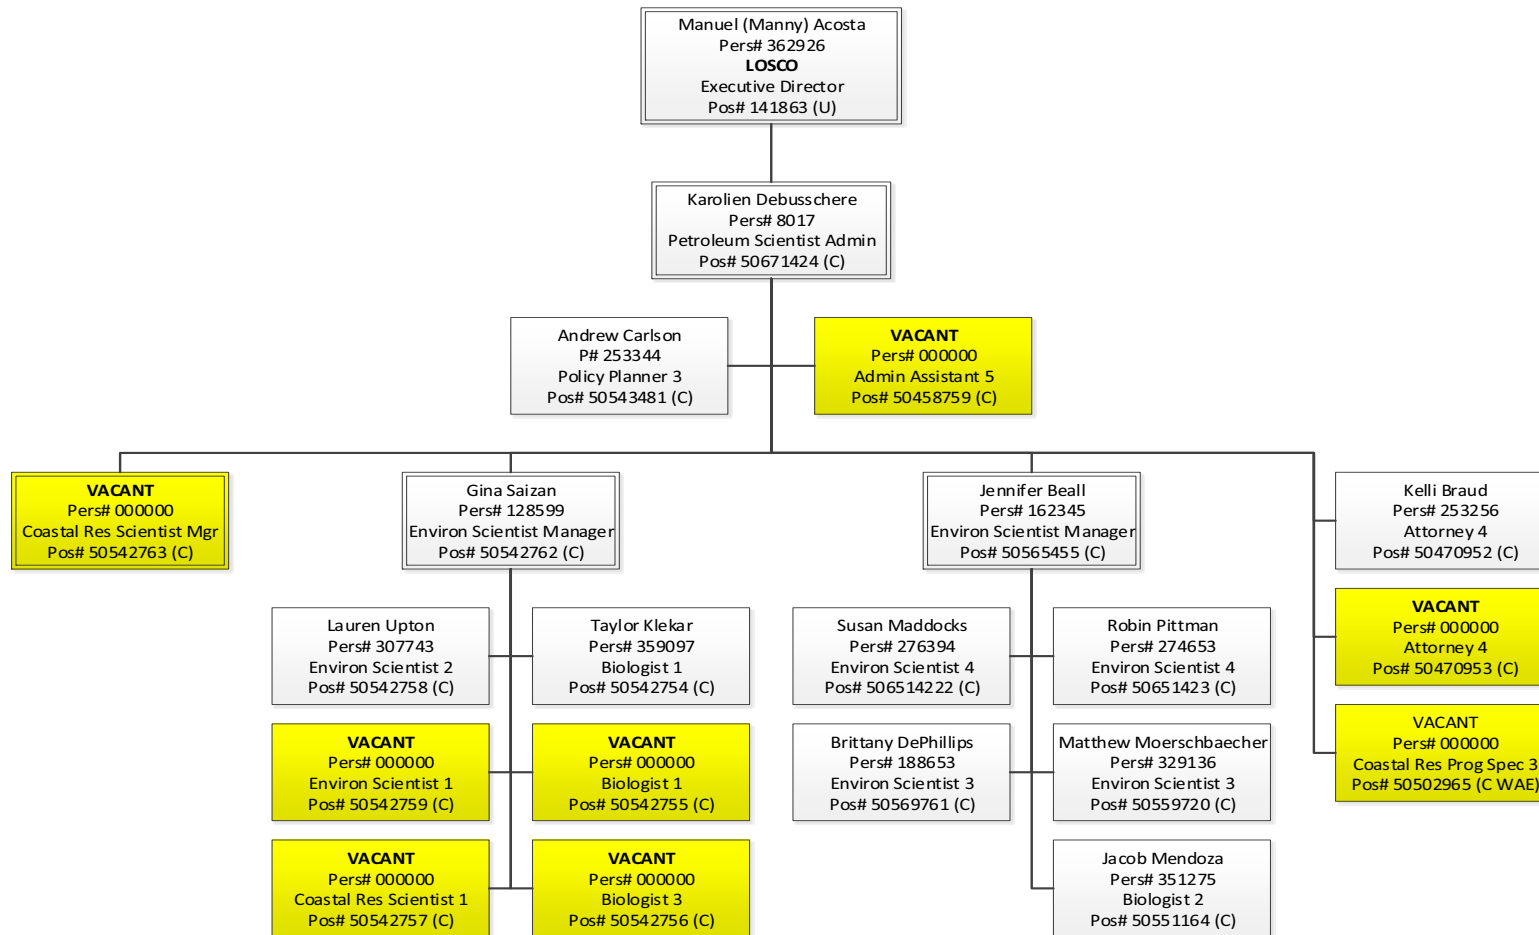 Manuel (Manny) Acosta
Pers# 362926
LOSCO
Executive Director
Pos# 141863 (U)
Karolien Debusschere
Pers# 8017
Petroleum Scientist Admin
Pos# 50671424 (C)
Andrew Carlson
P# 253344
Policy Planner 3
Pos# 50543481 (C)
VACANT
Pers# 000000
Admin Assistant 5
Pos# 50458759 (C)
VACANT
Pers# 000000
Coastal Res Scientist Mgr
Pos# 50542763 (C)
Gina Saizan
Pers# 128599
Environ Scientist Manager
Pos# 50542762 (C)
Jennifer Beall
Pers# 162345
Environ Scientist Manager
Pos# 50565455 (C)
Kelli Braud
Pers# 253256
Attorney 4
Pos# 50470952 (C)
Lauren Upton
Pers# 307743
Environ Scientist 2
Pos# 50542758 (C)
Taylor Klekar
Pers# 359097
Biologist 1
Pos# 50542754 (C)
Susan Maddocks
Pers# 276394
Environ Scientist 4
Pos# 506514222 (C)
Robin Pittman
Pers# 274653
Environ Scientist 4
Pos# 50651423 (C)
VACANT
Pers# 000000
Attorney 4
Pos# 50470953 (C)
VACANT
Pers# 000000
Environ Scientist 1
Pos# 50542759 (C)
VACANT
Pers# 000000
Biologist 1
Pos# 50542755 (C)
Brittany DePhillips
Pers# 188653
Environ Scientist 3
Pos# 50569761 (C)
Matthew Moerschbaecher
Pers# 329136
Environ Scientist 3
Pos# 50559720 (C)
VACANT
Pers# 000000
Coastal Res Prog Spec 3
Pos# 50502965 (C WAE)
VACANT
Pers# 000000
Coastal Res Scientist 1
Pos# 50542757 (C)
VACANT
Pers# 000000
Biologist 3
Pos# 50542756 (C)
Jacob Mendoza
Pers# 351275
Biologist 2
Pos# 50551164 (C)